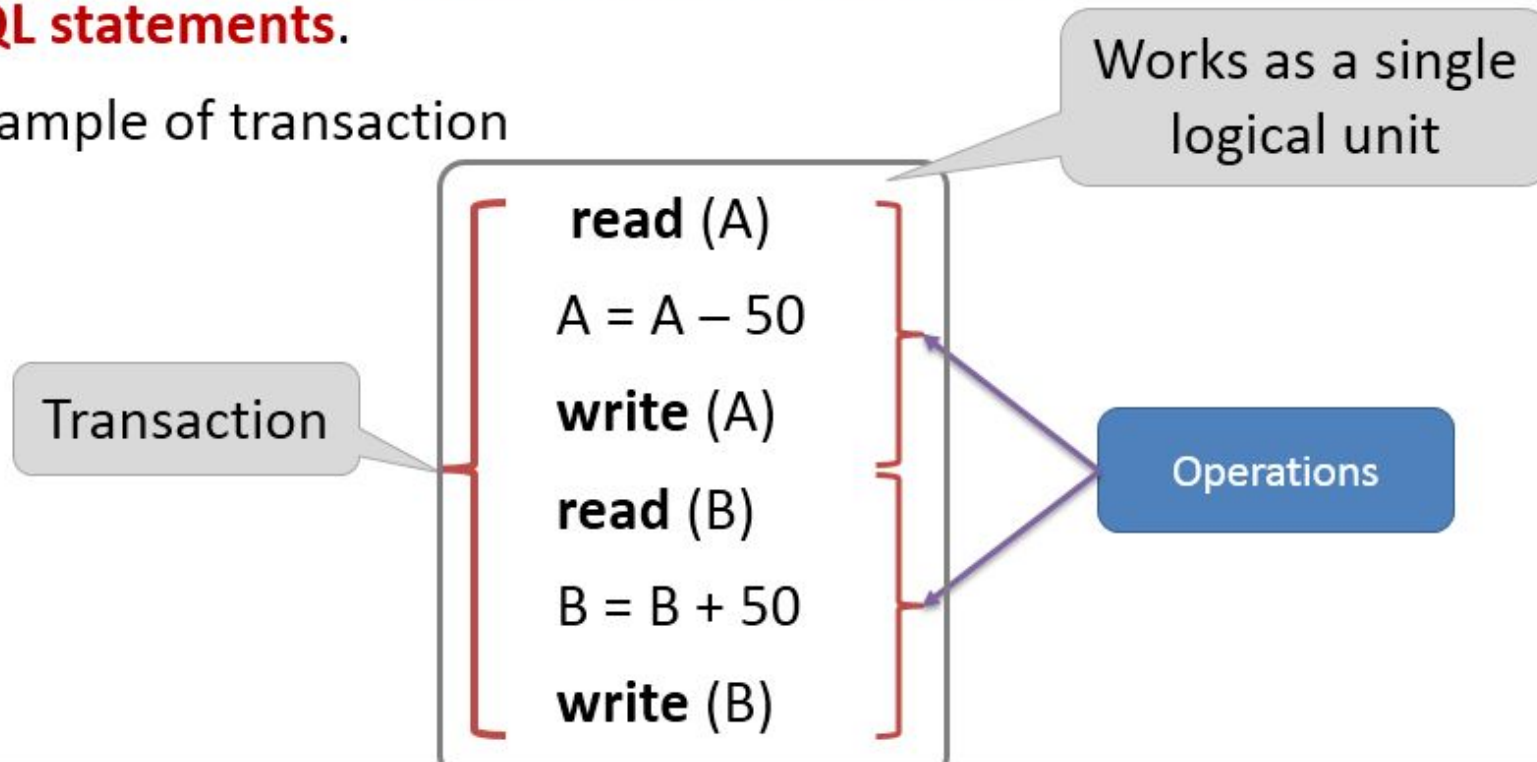 QL statements.
ample of transaction
Works as a single
logical unit
read (A)
A = A – 50
write (A)
Transaction
read (B)
Operations
B = B + 50
write (B)